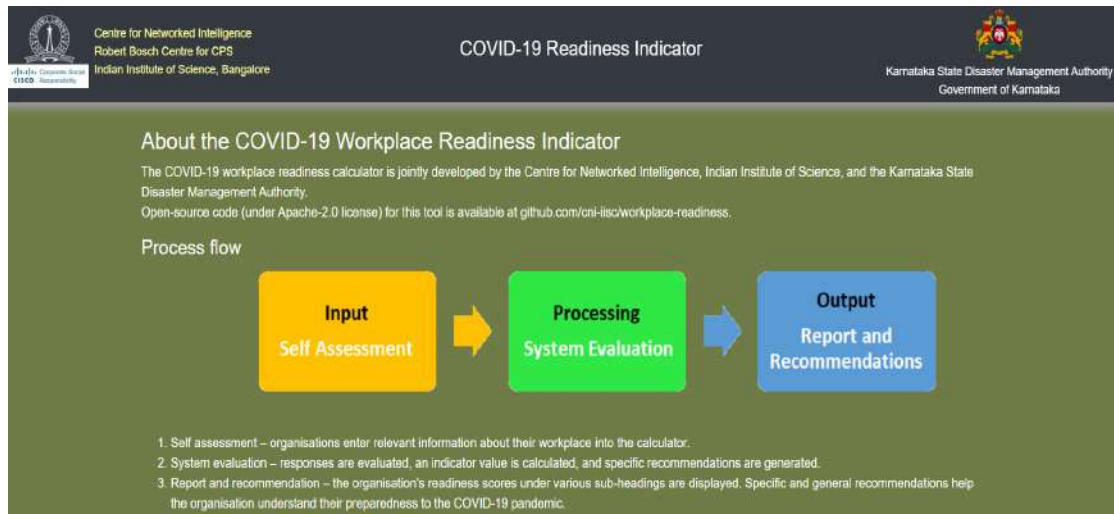 Centre for Networked Intelligence
Robert Bosch Centre for CPS
Indian Institute of Science, Bangalore
CISCO
COVID-19 Readiness Indicator
Karnataka State Disaster Management Authority
Government of Karnataka
About the COVID-19 Workplace Readiness Indicator
The COVID-19 workplace readiness calculator is jointly developed by the Centre for Networked Intelligence, Indian Institute of Science, and the Karnataka State
Disaster Management Authority.
Open-source code (under Apache-2.0 license) for this tool is available at github.com/cni-iisc/workplace-readiness.
Process flow
Input
Self Assessment
Processing
System Evaluation
Output
Report and
Recommendations
1. Self assessment – organisations enter relevant information about their workplace into the calculator.
2. System evaluation – responses are evaluated, an indicator value is calculated, and specific recommendations are generated.
3. Report and recommendation – the organisation's readiness scores under various sub-headings are displayed. Specific and general recommendations help
the organisation understand their preparedness to the COVID-19 pandemic.